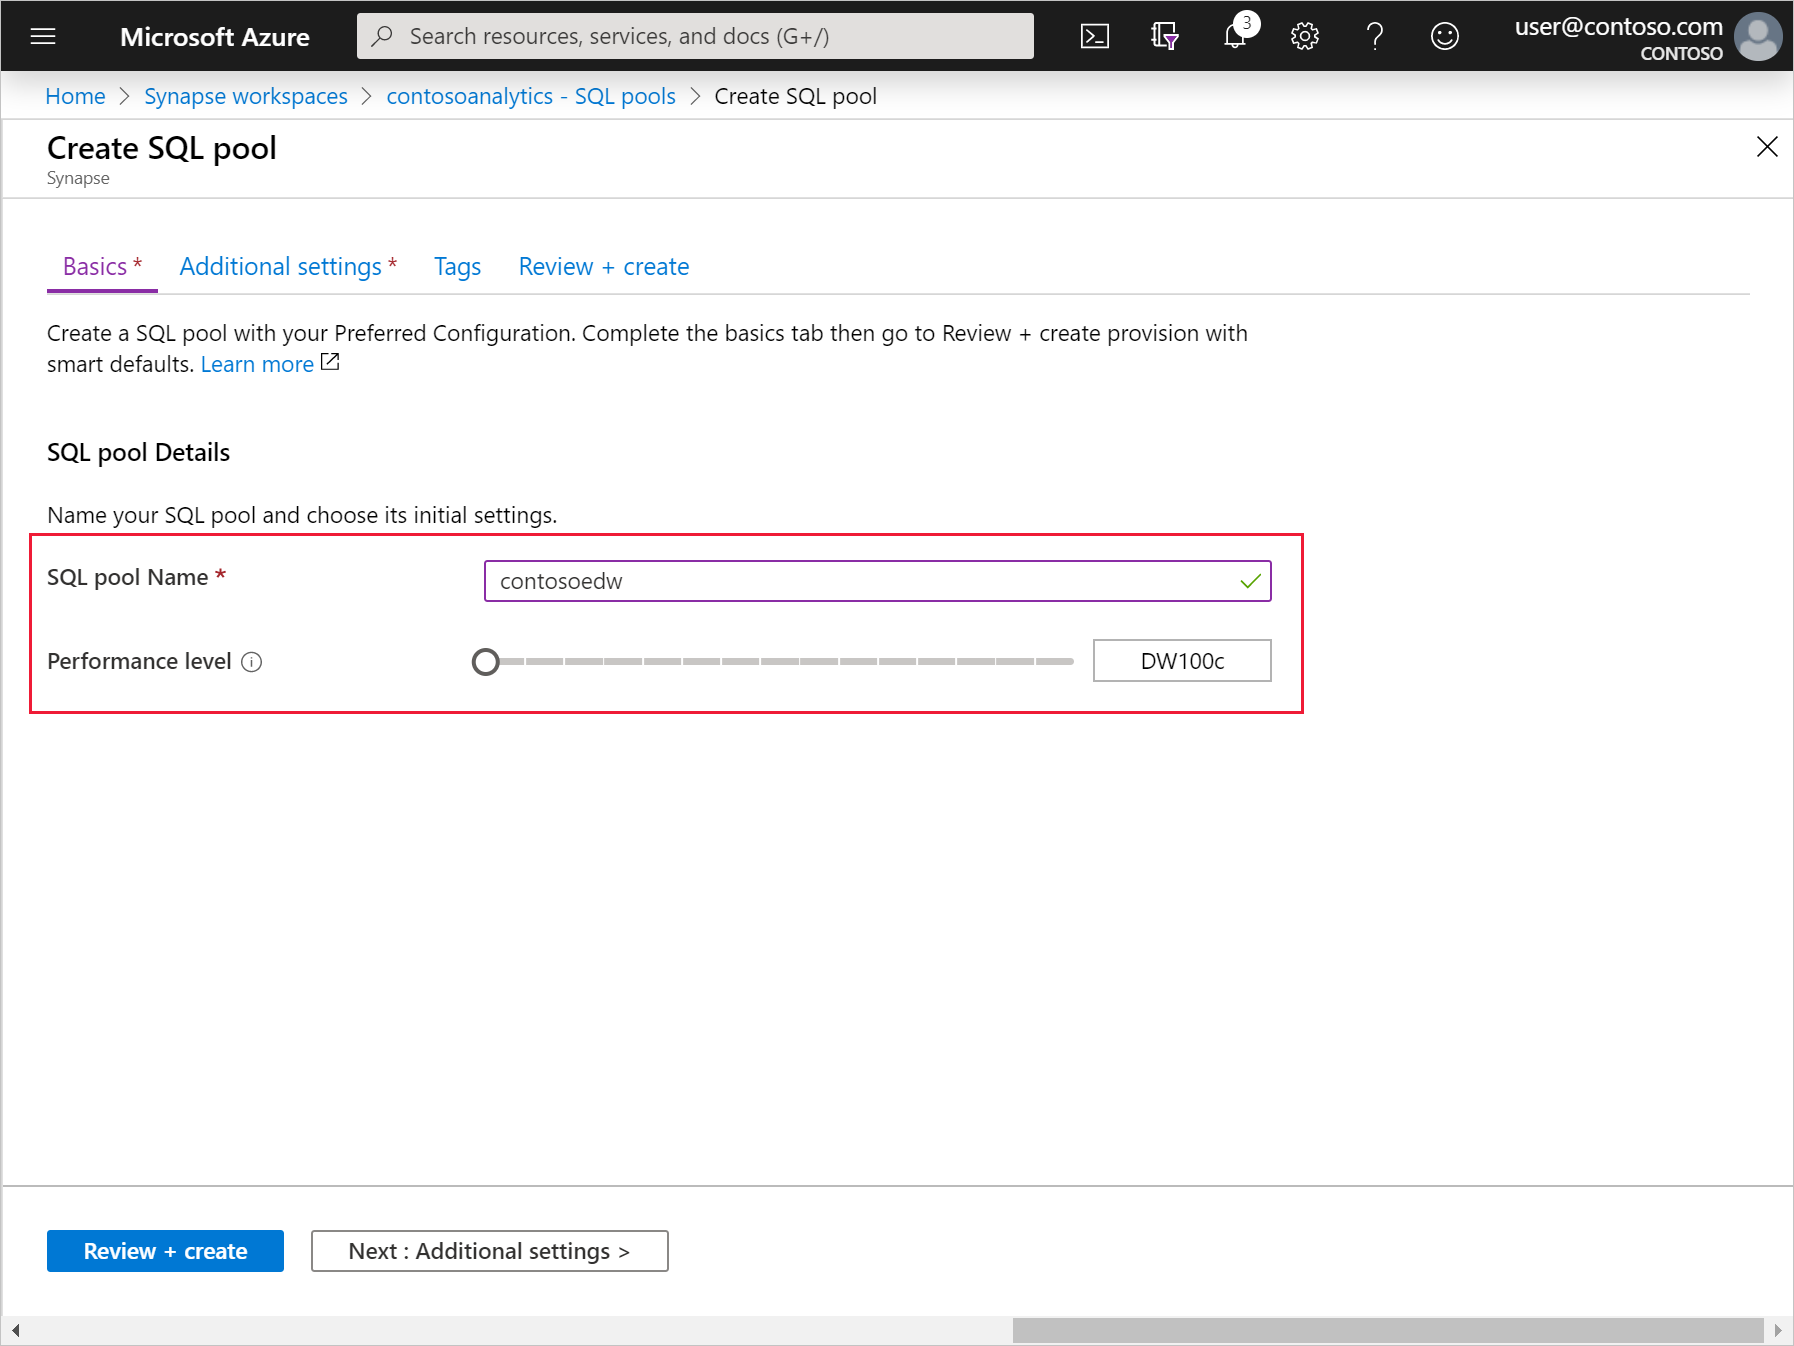 Microsoft Azure
Search resources, services, and docs (G+/)
3
user@contoso.com
CONTOSO
Home > Synapse workspaces > contosoanalytics - SQL pools > Create SQL pool
Create SQL pool
Synapse
Basics * Additional settings * Tags Review + create
Create a SQL pool with your Preferred Configuration. Complete the basics tab then go to Review + create provision with
smart defaults. Learn more
SQL pool Details
Name your SQL pool and choose its initial settings.
SQL pool Name * contosoedw
Performance level DW100c
Review + create Next : Additional settings >